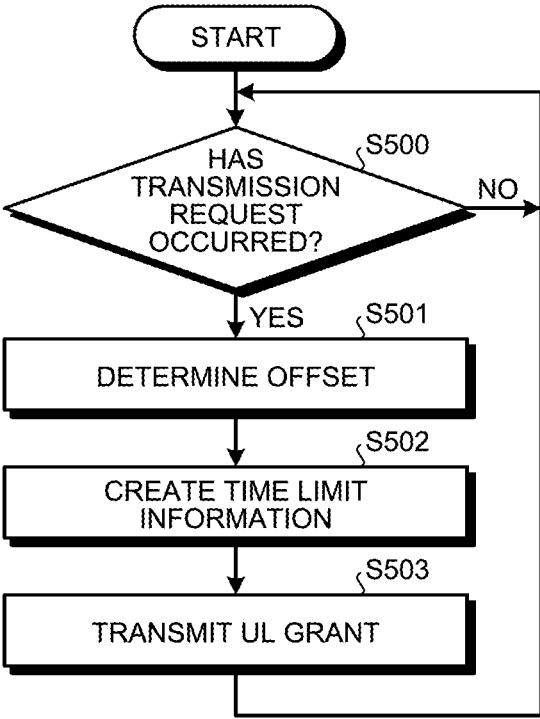 START
S500
HAS
TRANSMISSION
REQUEST
OCCURRED?
NO
YES
S501
DETERMINE OFFSET
S502
CREATE TIME LIMIT
INFORMATION
S503
TRANSMIT UL GRANT